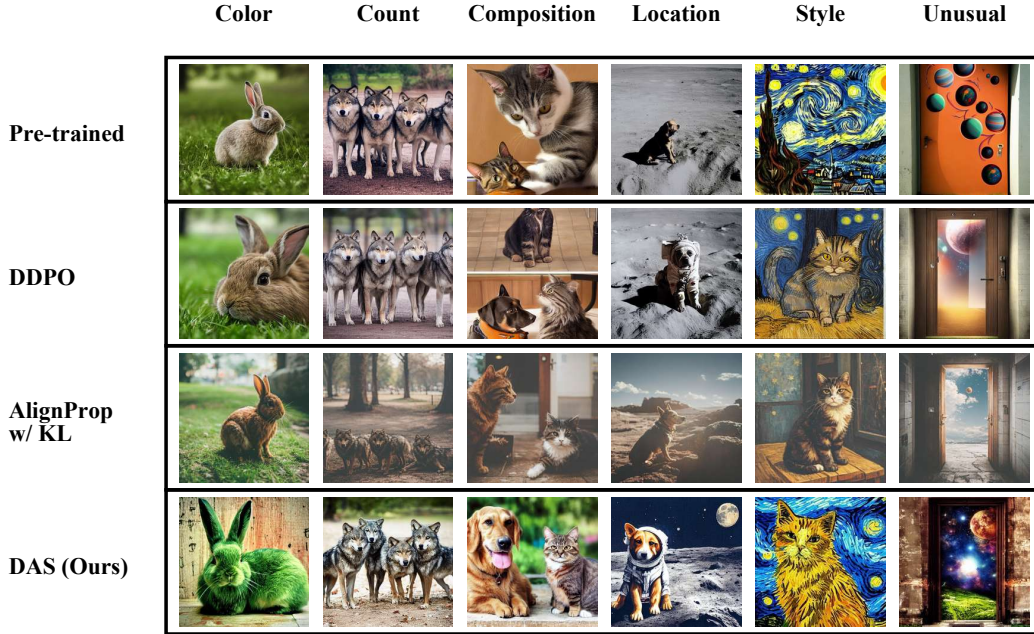 Color Count Composition Location Style Unusual
Pre-trained
DDPO
AlignProp
w/ KL
DAS (Ours)